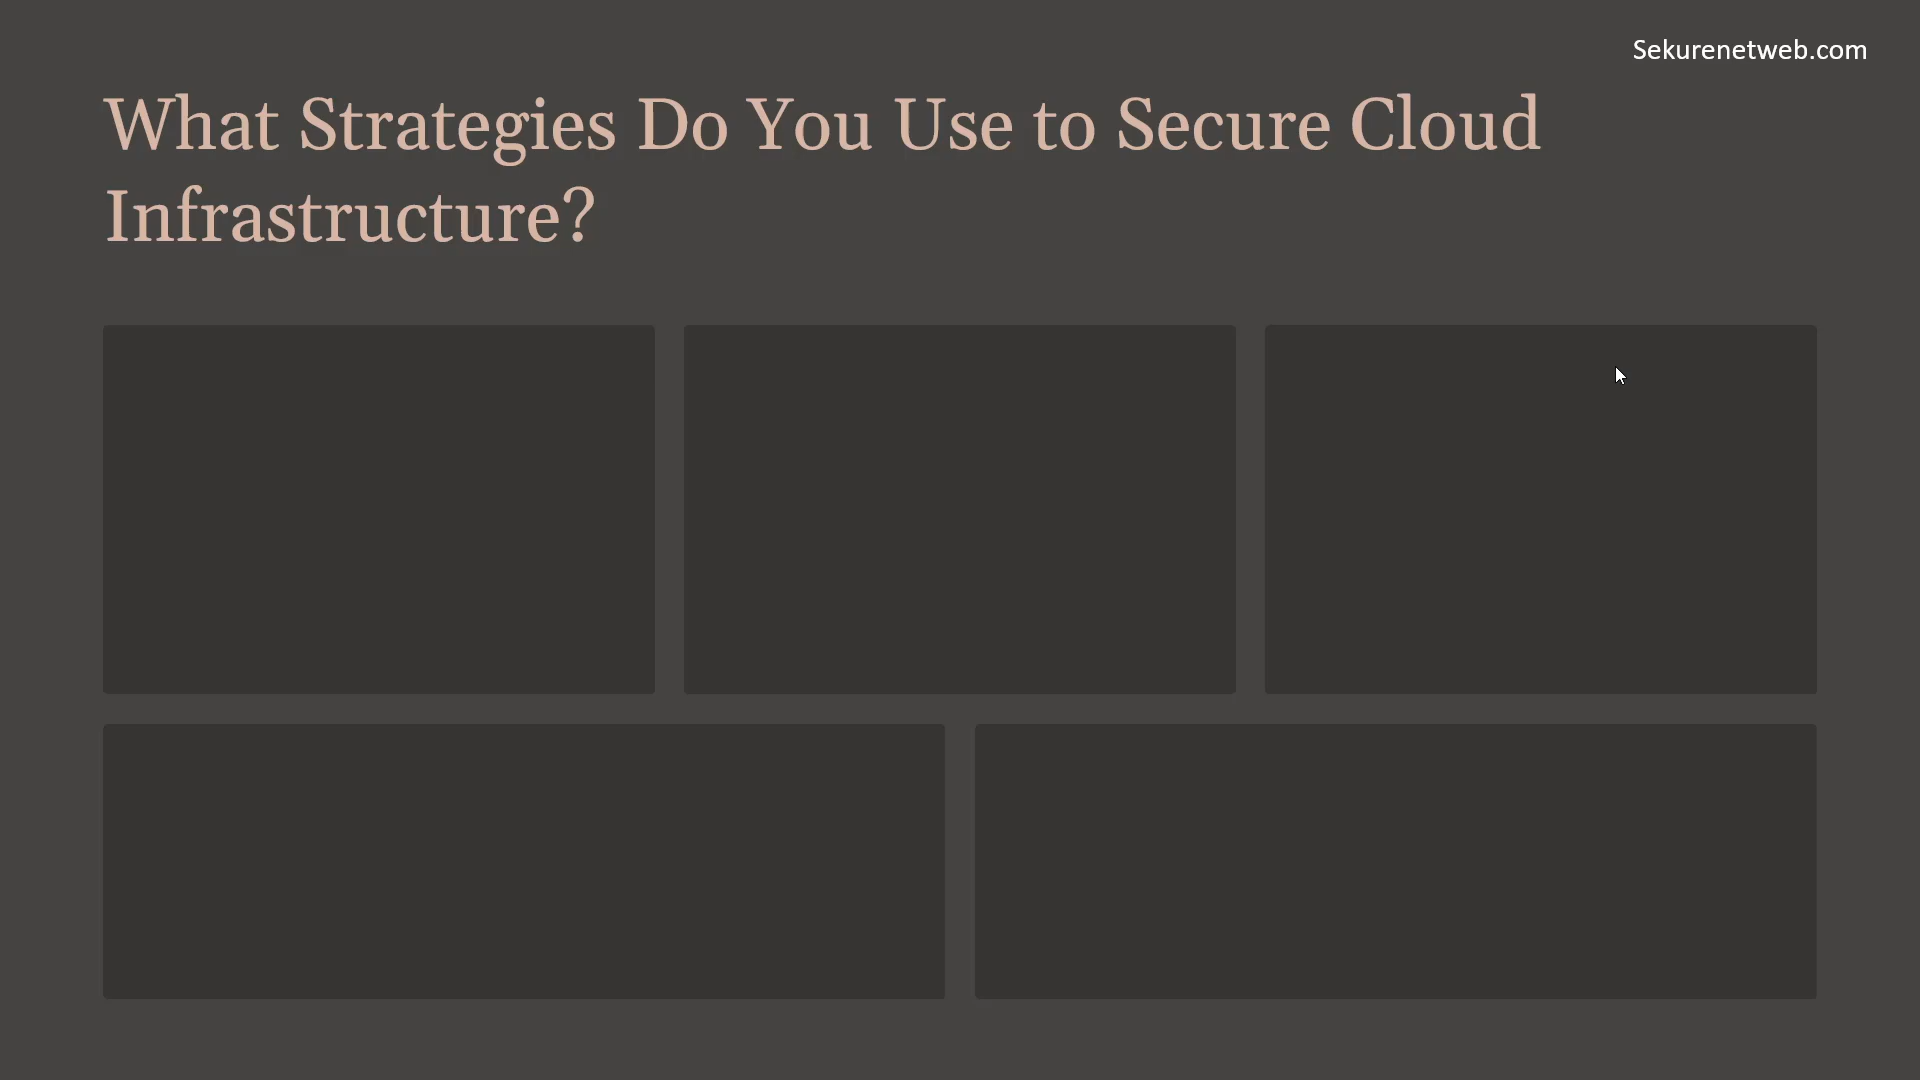 Sekurenetweb.com
What Strategies Do You Use to Secure Cloud
Infrastructure?